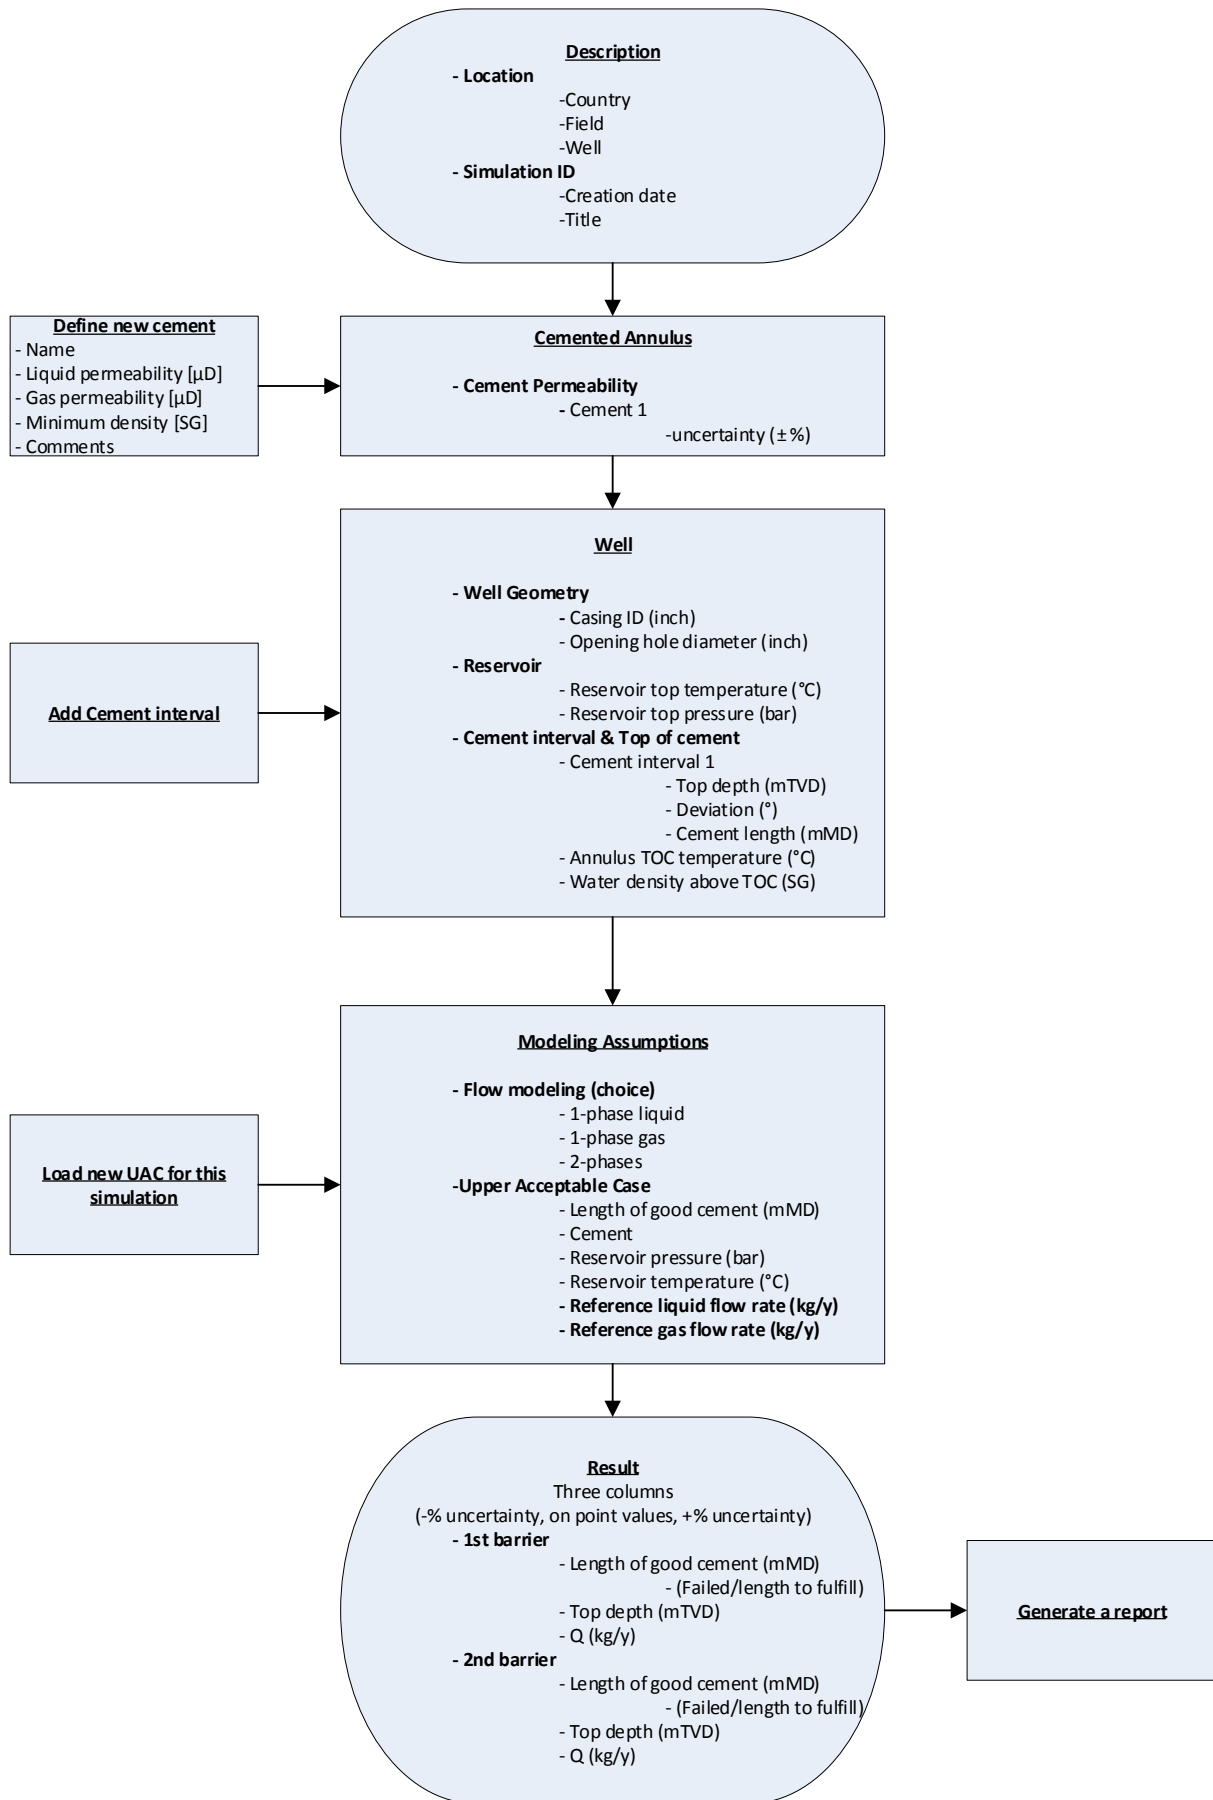 Description
- Location
-Country
-Field
-Well
- Simulation ID
-Creation date
-Title
Define new cement
- Name
- Liquid permeability [µD]
- Gas permeability [µD]
- Minimum density [SG]
- Comments
Cemented Annulus
- Cement Permeability
- Cement 1
-uncertainty (±%)
Well
- Well Geometry
- Casing ID (inch)
- Opening hole diameter (inch)
- Reservoir
- Reservoir top temperature (°C)
- Reservoir top pressure (bar)
- Cement interval & Top of cement
- Cement interval 1
- Top depth (mTVD)
- Deviation (°)
- Cement length (mMD)
- Annulus TOC temperature (°C)
- Water density above TOC (SG)
Add Cement interval
Modeling Assumptions
- Flow modeling (choice)
- 1-phase liquid
- 1-phase gas
- 2-phases
-Upper Acceptable Case
- Length of good cement (mMD)
- Cement
- Reservoir pressure (bar)
- Reservoir temperature (°C)
- Reference liquid flow rate (kg/y)
- Reference gas flow rate (kg/y)
Load new UAC for this
simulation
Result
Three columns
(-% uncertainty, on point values, +% uncertainty)
- 1st barrier
- Length of good cement (mMD)
- (Failed/length to fulfill)
- Top depth (mTVD)
- Q (kg/y)
- 2nd barrier
- Length of good cement (mMD)
- (Failed/length to fulfill)
- Top depth (mTVD)
- Q (kg/y)
Generate a report